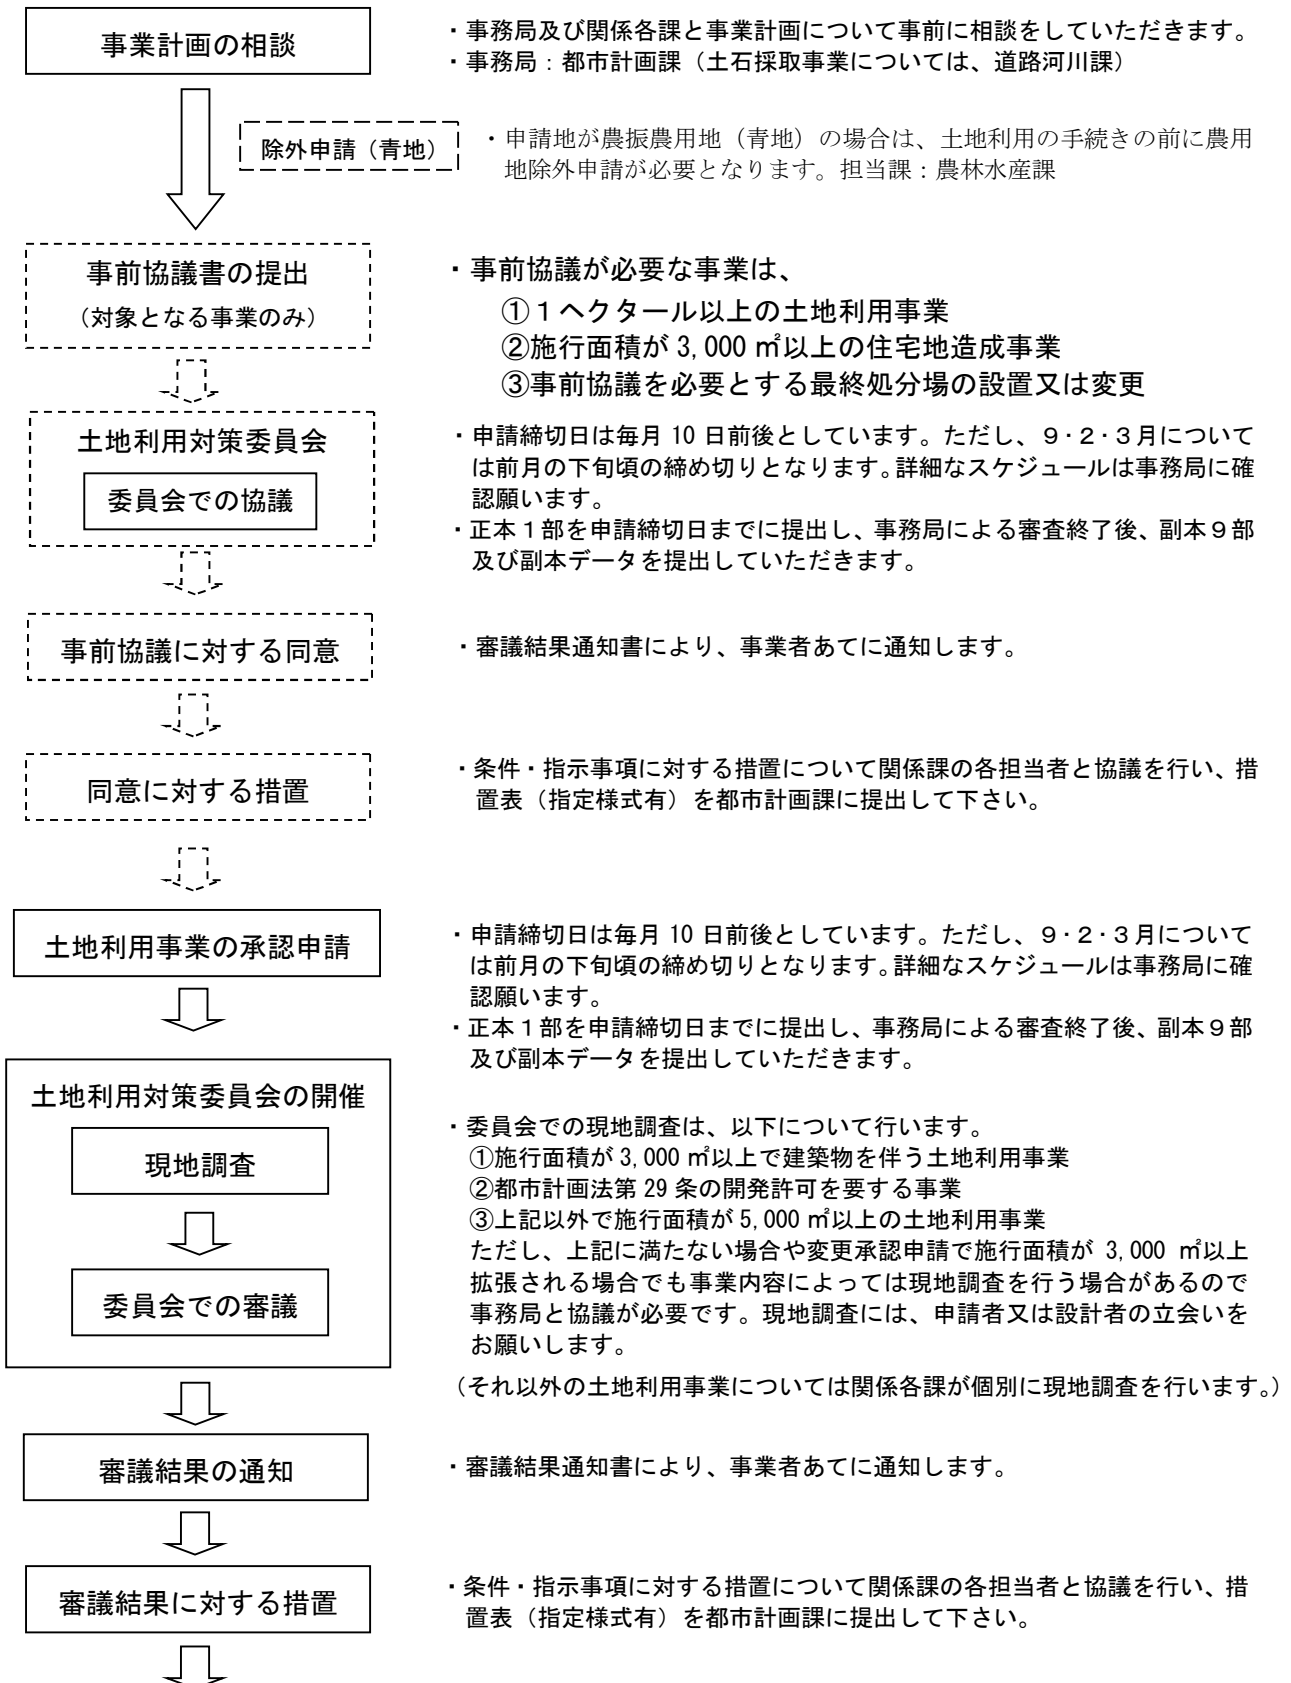 事業計画の相談
・事務局及び関係各課と事業計画について事前に相談をしていただきます。
・事務局：都市計画課（土石採取事業については、道路河川課）
除外申請（青地）
・申請地が農振農用地（青地）の場合は、土地利用の手続きの前に農用
地除外申請が必要となります。担当課：農林水産課
事前協議書の提出
（対象となる事業のみ）
・事前協議が必要な事業は、
①１ヘクタール以上の土地利用事業
②施行面積が 3,000 ㎡以上の住宅地造成事業
③事前協議を必要とする最終処分場の設置又は変更
土地利用対策委員会
委員会での協議
・申請締切日は毎月 10 日前後としています。ただし、９・２・３月について
は前月の下旬頃の締め切りとなります。詳細なスケジュールは事務局に確
認願います。
・正本１部を申請締切日までに提出し、事務局による審査終了後、副本９部
及び副本データを提出していただきます。
事前協議に対する同意
・審議結果通知書により、事業者あてに通知します。
同意に対する措置
・条件・指示事項に対する措置について関係課の各担当者と協議を行い、措
置表（指定様式有）を都市計画課に提出して下さい。
土地利用事業の承認申請
・申請締切日は毎月 10 日前後としています。ただし、９・２・３月について
は前月の下旬頃の締め切りとなります。詳細なスケジュールは事務局に確
認願います。
・正本１部を申請締切日までに提出し、事務局による審査終了後、副本９部
及び副本データを提出していただきます。
土地利用対策委員会の開催
現地調査
委員会での審議
・委員会での現地調査は、以下について行います。
①施行面積が 3,000 ㎡以上で建築物を伴う土地利用事業
②都市計画法第 29 条の開発許可を要する事業
③上記以外で施行面積が 5,000 ㎡以上の土地利用事業
ただし、上記に満たない場合や変更承認申請で施行面積が 3,000 ㎡以上
拡張される場合でも事業内容によっては現地調査を行う場合があるので
事務局と協議が必要です。現地調査には、申請者又は設計者の立会いを
お願いします。
（それ以外の土地利用事業については関係各課が個別に現地調査を行います。）
審議結果の通知
・審議結果通知書により、事業者あてに通知します。
審議結果に対する措置
・条件・指示事項に対する措置について関係課の各担当者と協議を行い、措
置表（指定様式有）を都市計画課に提出して下さい。